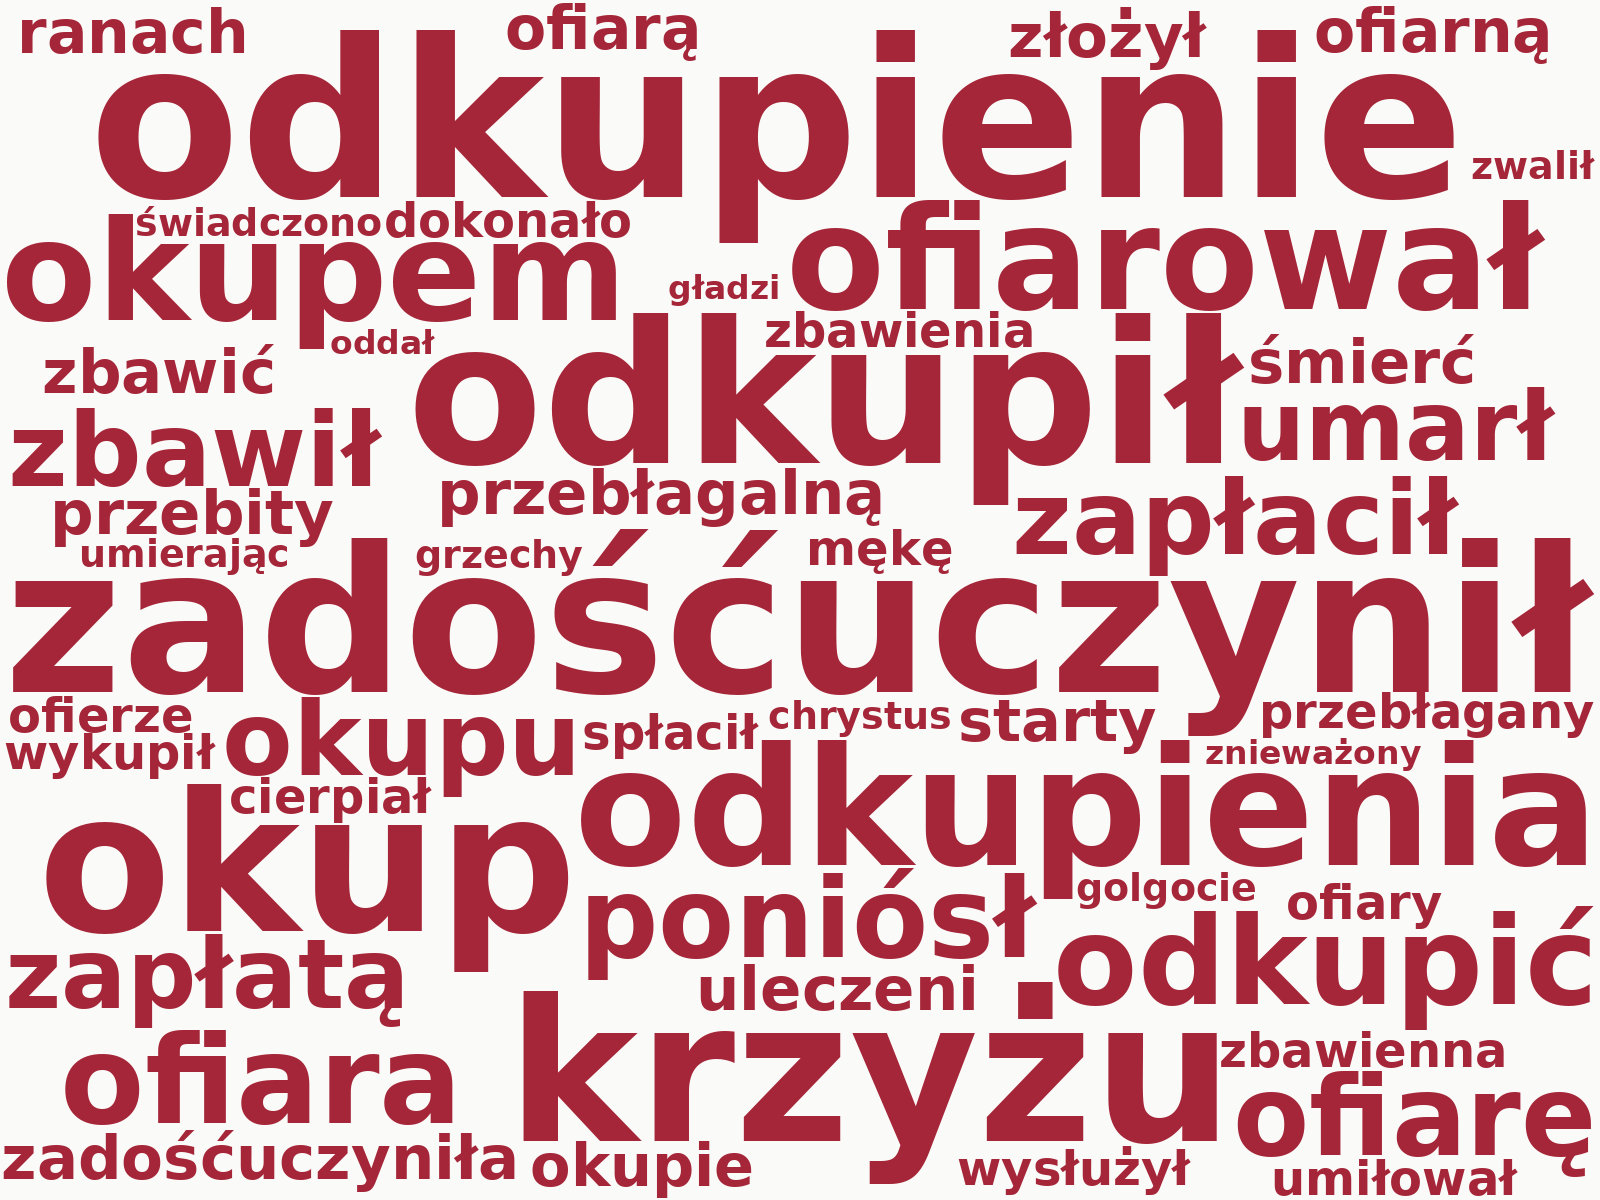 ranach
ofiarą
złożył
ofiarną
odkupienie
zwalił
świadczono
dokonało
okupem
ofiarował
gładzi
oddał
zbawienia
odkupił
zbawić
śmierć
zbawił
umarł
przebity
przebłagalną
zapłacił
umierając
grzechy
mękę
zadośćuczynił
ofierze
okupu
spłacił
chrystus
starty
przebłagany
wykupił
znieważony
cierpiał
okup
odkupienia
poniósł
golgocie
ofiary
odkupić
zapłatą
uleczeni
krzyżu
ofiara
zbawienna
ofiarę
zadośćuczyniła
okupie
wysłużył
umiłował